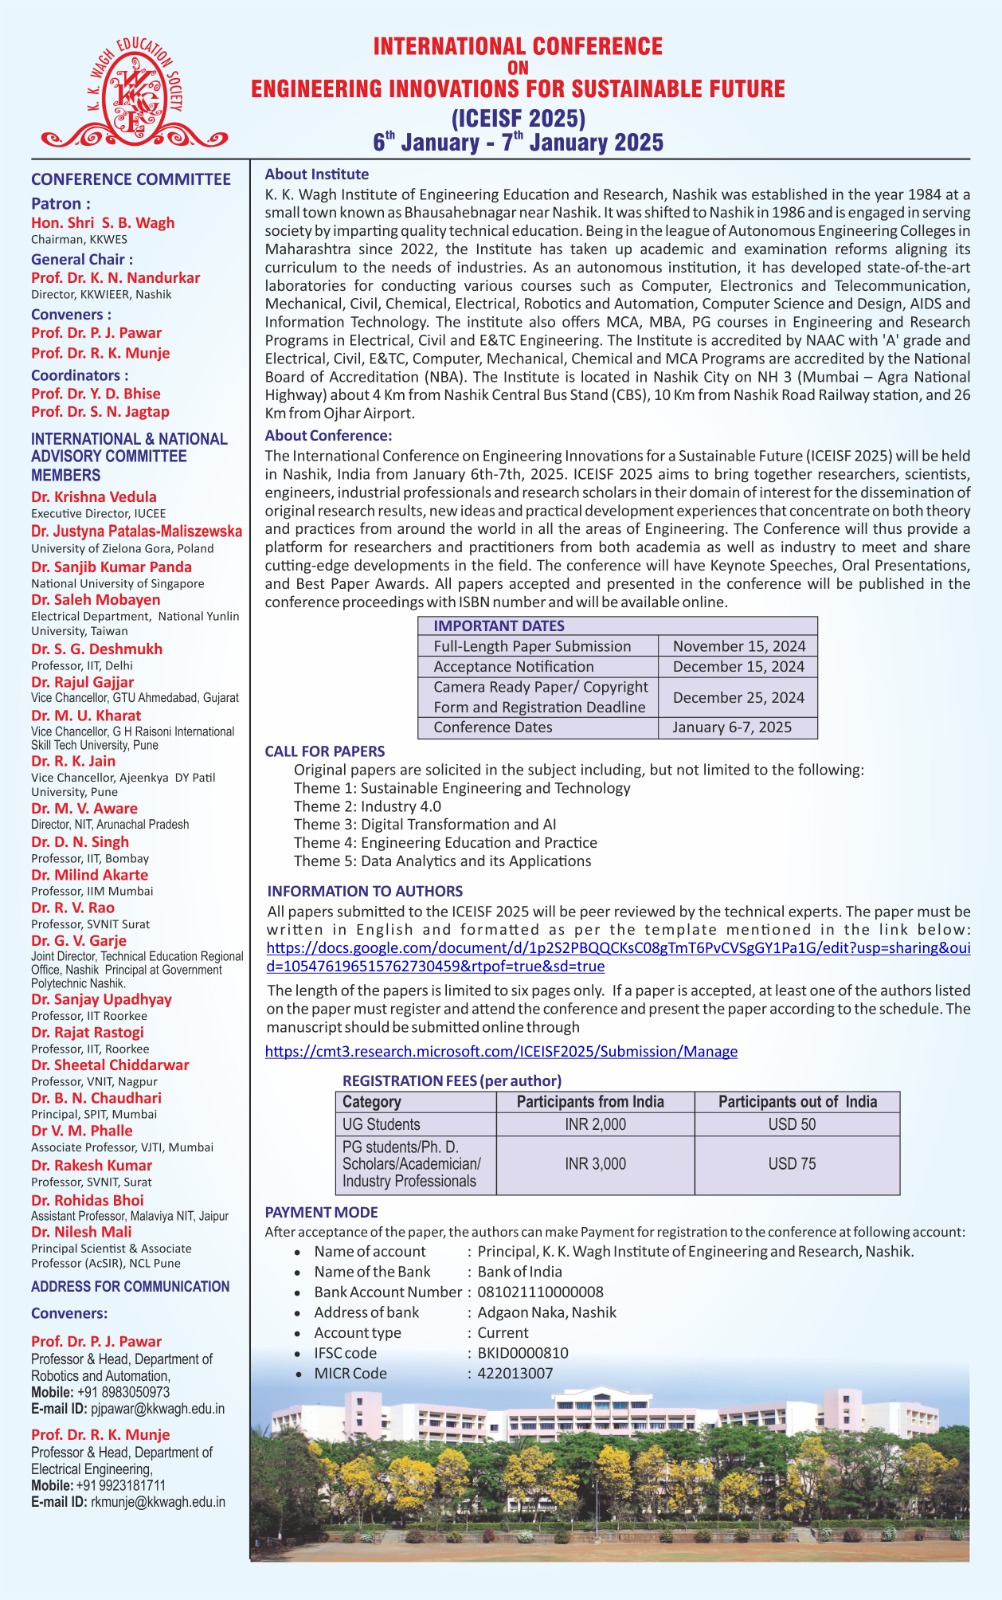 K. K. WAGH EDUCATION SOCIETY
INTERNATIONAL CONFERENCE
ON
ENGINEERING INNOVATIONS FOR SUSTAINABLE FUTURE
(ICEISF 2025)
6th January - 7th January 2025
CONFERENCE COMMITTEE
Patron :
Hon. Shri S. B. Wagh
Chairman, KKWES
General Chair :
Prof. Dr. K. N. Nandurkar
Director, KKWIEER, Nashik
Conveners :
Prof. Dr. P. J. Pawar
Prof. Dr. R. K. Munje
Coordinators :
Prof. Dr. Y. D. Bhise
Prof. Dr. S. N. Jagtap
INTERNATIONAL & NATIONAL
ADVISORY COMMITTEE
MEMBERS
Dr. Krishna Vedula
Executive Director, IUCEE
Dr. Justyna Patalas-Maliszewska
University of Zielona Gora, Poland
Dr. Sanjib Kumar Panda
National University of Singapore
Dr. Saleh Mobayen
Electrical Department, National Yunlin
University, Taiwan
Dr. S. G. Deshmukh
Professor, IIT, Delhi
Dr. Rajul Gajjar
Vice Chancellor, GTU Ahmedabad, Gujarat
Dr. M. U. Kharat
Vice Chancellor, G H Raisoni International
Skill Tech University, Pune
Dr. R. K. Jain
Vice Chancellor, Ajeenkya DY Patil
University, Pune
Dr. M. V. Aware
Director, NIT, Arunachal Pradesh
Dr. D. N. Singh
Professor, IIT, Bombay
Dr. Milind Akarte
Professor, IIM Mumbai
Dr. R. V. Rao
Professor, SVNIT Surat
Dr. G. V. Garje
Joint Director, Technical Education Regional
Office, Nashik Principal at Government
Polytechnic Nashik.
Dr. Sanjay Upadhyay
Professor, IIT Roorkee
Dr. Rajat Rastogi
Professor, IIT, Roorkee
Dr. Sheetal Chiddarwar
Professor, VNIT, Nagpur
Dr. B. N. Chaudhari
Principal, SPIT, Mumbai
Dr V. M. Phalle
Associate Professor, VJTI, Mumbai
Dr. Rakesh Kumar
Professor, SVNIT, Surat
Dr. Rohidas Bhoi
Assistant Professor, Malaviya NIT, Jaipur
Dr. Nilesh Mali
Principal Scientist & Associate
Professor (AcSIR), NCL Pune
ADDRESS FOR COMMUNICATION
Conveners:
Prof. Dr. P. J. Pawar
Professor & Head, Department of
Robotics and Automation,
Mobile: +91 8983050973
E-mail ID: pjpawar@kkwagh.edu.in
Prof. Dr. R. K. Munje
Professor & Head, Department of
Electrical Engineering,
Mobile: +91 9923181711
E-mail ID: rkmunje@kkwagh.edu.in
About Institute
K. K. Wagh Institute of Engineering Education and Research, Nashik was established in the year 1984 at a
small town known as Bhausahebnagar near Nashik. It was shifted to Nashik in 1986 and is engaged in serving
society by imparting quality technical education. Being in the league of Autonomous Engineering Colleges in
Maharashtra since 2022, the Institute has taken up academic and examination reforms aligning its
curriculum to the needs of industries. As an autonomous institution, it has developed state-of-the-art
laboratories for conducting various courses such as Computer, Electronics and Telecommunication,
Mechanical, Civil, Chemical, Electrical, Robotics and Automation, Computer Science and Design, AIDS and
Information Technology. The institute also offers MCA, MBA, PG courses in Engineering and Research
Programs in Electrical, Civil and E&TC Engineering. The Institute is accredited by NAAC with 'A' grade and
Electrical, Civil, E&TC, Computer, Mechanical, Chemical and MCA Programs are accredited by the National
Board of Accreditation (NBA). The Institute is located in Nashik City on NH 3 (Mumbai – Agra National
Highway) about 4 Km from Nashik Central Bus Stand (CBS), 10 Km from Nashik Road Railway station, and 26
Km from Ojhar Airport.
About Conference:
The International Conference on Engineering Innovations for a Sustainable Future (ICEISF 2025) will be held
in Nashik, India from January 6th-7th, 2025. ICEISF 2025 aims to bring together researchers, scientists,
engineers, industrial professionals and research scholars in their domain of interest for the dissemination of
original research results, new ideas and practical development experiences that concentrate on both theory
and practices from around the world in all the areas of Engineering. The Conference will thus provide a
platform for researchers and practitioners from both academia as well as industry to meet and share
cutting-edge developments in the field. The conference will have Keynote Speeches, Oral Presentations,
and Best Paper Awards. All papers accepted and presented in the conference will be published in the
conference proceedings with ISBN number and will be available online.
IMPORTANT DATES
Full-Length Paper Submission November 15, 2024
Acceptance Notification December 15, 2024
Camera Ready Paper/ Copyright
Form and Registration Deadline December 25, 2024
Conference Dates January 6-7, 2025
CALL FOR PAPERS
Original papers are solicited in the subject including, but not limited to the following:
Theme 1: Sustainable Engineering and Technology
Theme 2: Industry 4.0
Theme 3: Digital Transformation and AI
Theme 4: Engineering Education and Practice
Theme 5: Data Analytics and its Applications
INFORMATION TO AUTHORS
All papers submitted to the ICEISF 2025 will be peer reviewed by the technical experts. The paper must be
written in English and formatted as per the template mentioned in the link below:
https://docs.google.com/document/d/1p2S2PBQQCKsC08gTmT6PvCVSgGY1Pa1G/edit?usp=sharing&oui
d=105476196515762730459&rtpof=true&sd=true
The length of the papers is limited to six pages only. If a paper is accepted, at least one of the authors listed
on the paper must register and attend the conference and present the paper according to the schedule. The
manuscript should be submitted online through
https://cmt3.research.microsoft.com/ICEISF2025/Submission/Manage
REGISTRATION FEES (per author)
Category Participants from India Participants out of India
UG Students INR 2,000 USD 50
PG students/Ph. D.
Scholars/Academician/ INR 3,000 USD 75
Industry Professionals
PAYMENT MODE
After acceptance of the paper, the authors can make Payment for registration to the conference at following account:
• Name of account : Principal, K. K. Wagh Institute of Engineering and Research, Nashik.
• Name of the Bank : Bank of India
• Bank Account Number : 081021110000008
• Address of bank : Adgaon Naka, Nashik
• Account type : Current
• IFSC code : BKID0000810
• MICR Code : 422013007